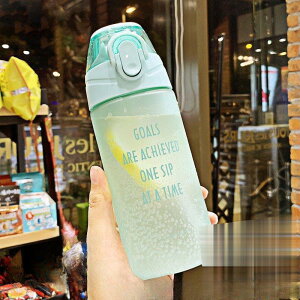 GOALS
ARE ACHIEVED
ONE SIP
AT A TIME